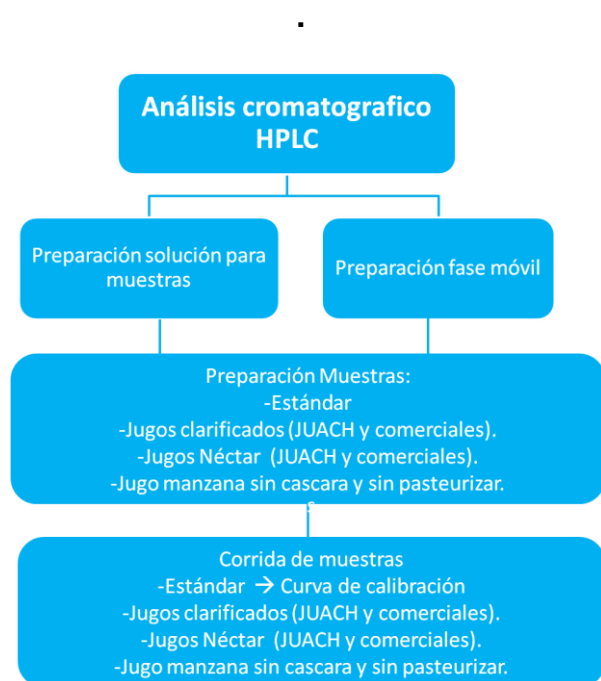 .
Análisis cromatografico
HPLC
Preparación solución para
muestras
Preparación fase móvil
Preparación Muestras:
-Estándar
-Jugos clarificados (JUACH y comerciales).
-Jugos Néctar (JUACH y comerciales).
-Jugo manzana sin cascara y sin pasteurizar.
s
Corrida de muestras
-Estándar → Curva de calibración
-Jugos clarificados (JUACH y comerciales).
-Jugos Néctar (JUACH y comerciales).
-Jugo manzana sin cascara y sin pasteurizar.